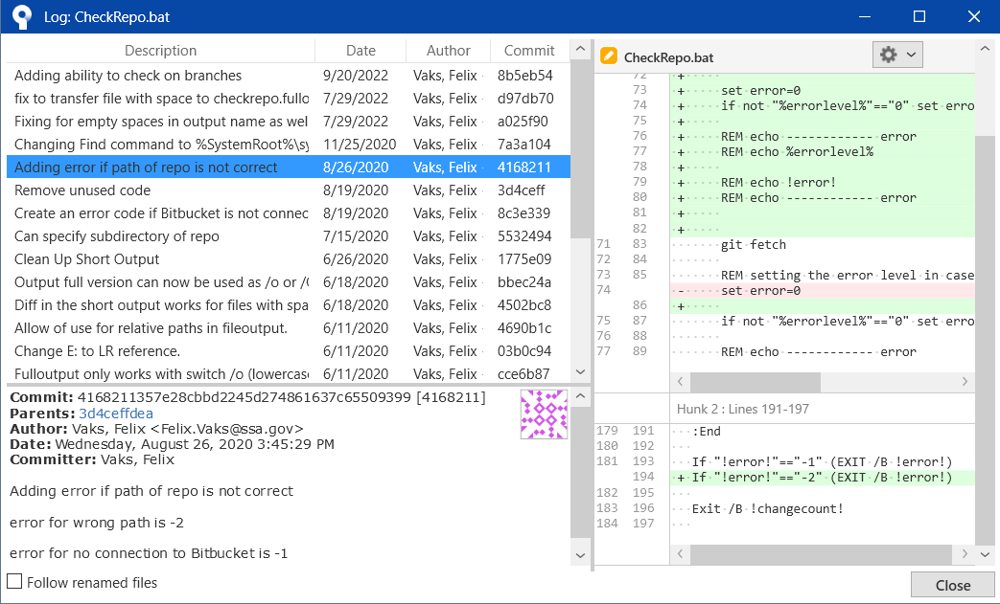 Log: CheckRepo.bat
Description Date Author Commit
Adding ability to check on branches 9/20/2022 Vaks, Felix 8b5eb54
fix to transfer file with space to checkrepo.fullo 7/29/2022 Vaks, Felix d97db70
Fixing for empty spaces in output name as wel 7/29/2022 Vaks, Felix a025f90
Changing Find command to %SystemRoot%\sy 11/25/2020 Vaks, Felix 7a3a104
Adding error if path of repo is not correct 8/26/2020 Vaks, Felix 4168211
Remove unused code 8/19/2020 Vaks, Felix 3d4ceff
Create an error code if Bitbucket is not connec 8/19/2020 Vaks, Felix 8c3e339
Can specify subdirectory of repo 7/15/2020 Vaks, Felix 5532494
Clean Up Short Output 6/26/2020 Vaks, Felix 1775e09
Output full version can now be used as /o or /O 6/18/2020 Vaks, Felix bbec24a
Diff in the short output works for files with spa 6/18/2020 Vaks, Felix 4502bc8
Allow of use for relative paths in fileoutput. 6/11/2020 Vaks, Felix 4690b1c
Change E: to LR reference. 6/11/2020 Vaks, Felix 03b0c94
Fulloutput only works with switch /o (lowercase 6/11/2020 Vaks, Felix cce6b87
Commit: 4168211357e28cbbd2245d274861637c65509399 [4168211]
Parents: 3d4ceffdea
Author: Vaks, Felix <Felix.Vaks@ssa.gov>
Date: Wednesday, August 26, 2020 3:45:29 PM
Committer: Vaks, Felix
Adding error if path of repo is not correct
error for wrong path is -2
error for no connection to Bitbucket is -1
Follow renamed files
CheckRepo.bat
72 +
73 + set error=0
74 + if not "%errorlevel%"=="0" set erro
75 +
76 + REM echo ------------ error
77 + REM echo %errorlevel%
78 +
79 + REM echo !error!
80 + REM echo ------------ error
81 +
82 +
71 83 git fetch
72 84
73 85 REM setting the error level in case
74 - set error=0
86 +
75 87 if not "%errorlevel%"=="0" set erro
76 88
77 89 REM echo ------------ error
Hunk 2 : Lines 191-197
179 191 :End
180 192
181 193 If "!error!"=="-1" (EXIT /B !error!)
194 + If "!error!"=="-2" (EXIT /B !error!)
182 195
183 196 Exit /B !changecount!
184 197
Close